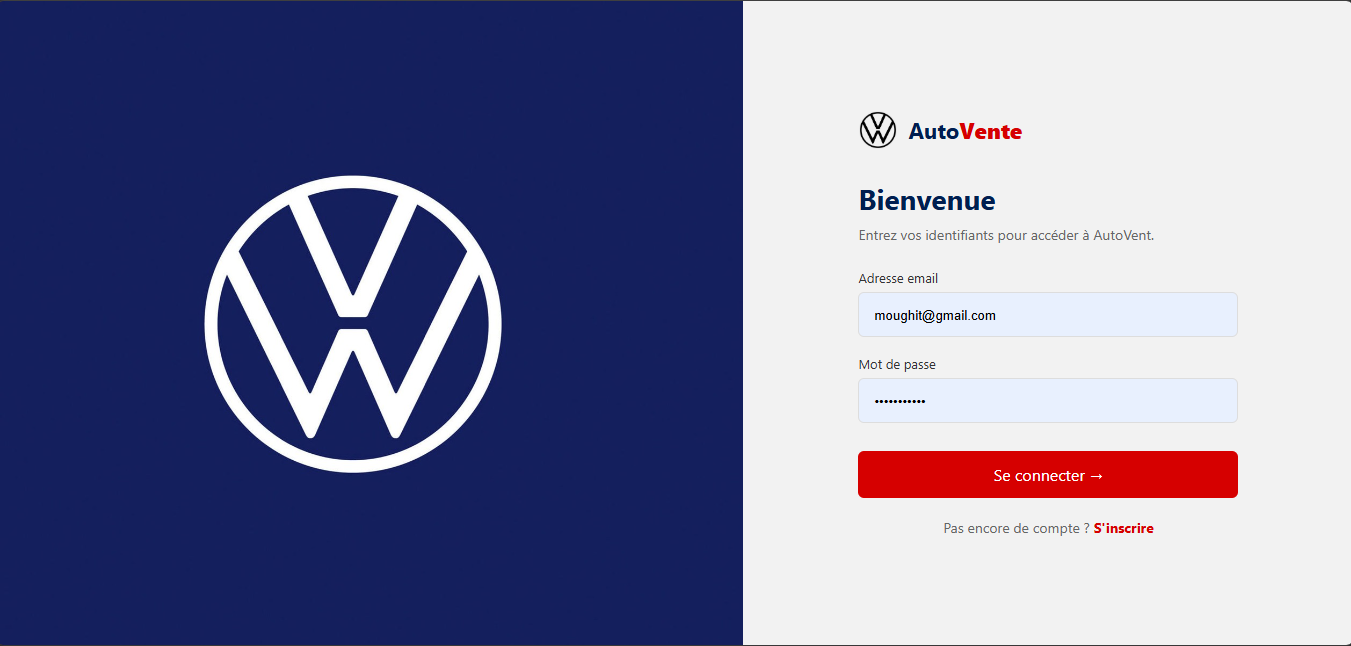 AutoVente
Bienvenue
Entrez vos identifiants pour accéder à AutoVent.
Adresse email
moughit@gmail.com
Mot de passe
•••••••••••
Se connecter →
Pas encore de compte ? S'inscrire